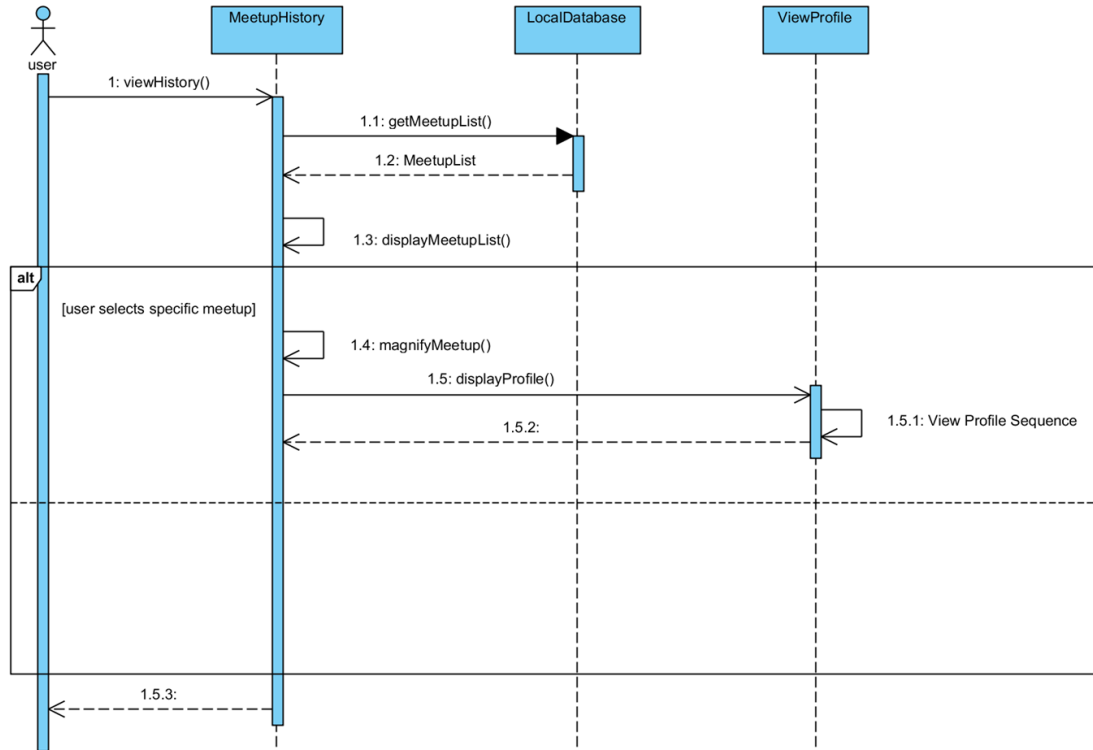 MeetupHistory
LocalDatabase
ViewProfile
user
1: viewHistory()
1.1: getMeetupList()
1.2: MeetupList
1.3: displayMeetupList()
alt
[user selects specific meetup]
1.4: magnifyMeetup()
1.5: displayProfile()
1.5.1: View Profile Sequence
1.5.2:
1.5.3: